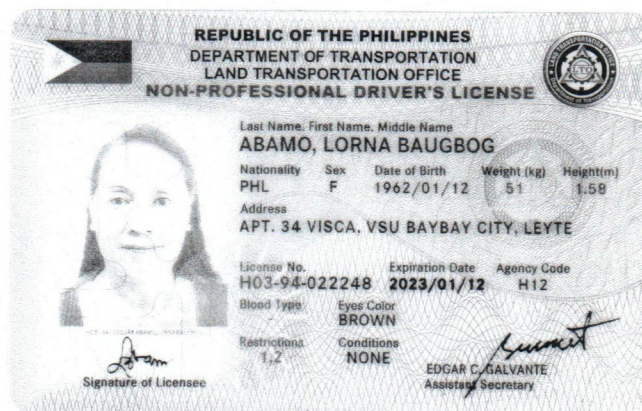 REPUBLIC OF THE PHILIPPINES
DEPARTMENT OF TRANSPORTATION
LAND TRANSPORTATION OFFICE
NON-PROFESSIONAL DRIVER'S LICENSE
Last Name, First Name, Middle Name
ABAMO, LORNA BAUGBOG
Nationality Sex Date of Birth Weight (kg) Height(m)
PHL F 1962/01/12 51 1.58
Address
APT. 34 VISCA, VSU BAYBAY CITY, LEYTE
License No. Expiration Date Agency Code
H03-94-022248 2023/01/12 H12
Blood Type Eyes Color
- BROWN
Restrictions Conditions
1,2 NONE
EDGAR C. GALVANTE
Assistant Secretary
Signature of Licensee